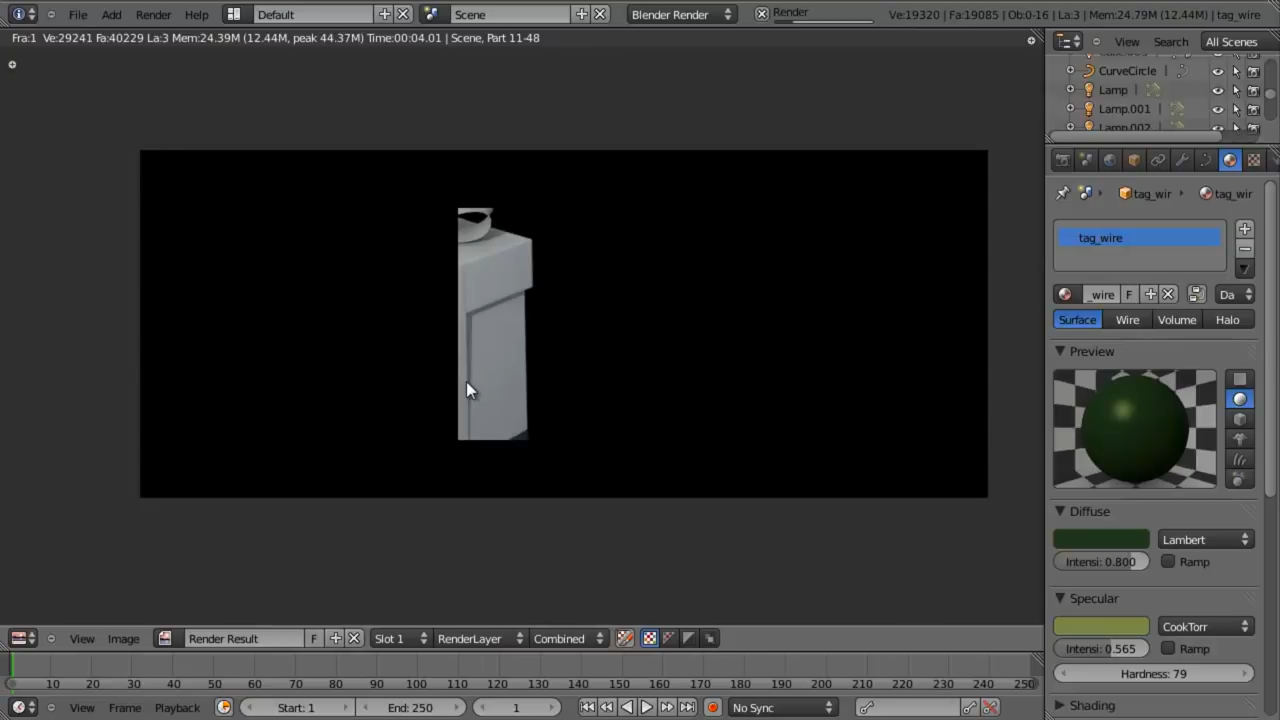 File Add Render Help Default Scene Blender Render Render Ve:19320 | Fa:19085 | Ob:0-16 | La:3 | Mem:24.79M (12.44M) | tag_wire
Fra:1 Ve:29241 Fa:40229 La:3 Mem:24.39M (12.44M, peak 44.37M) Time:00:04.01 | Scene, Part 11-48
View Search All Scenes
CurveCircle
Lamp
Lamp.001
Lamp.002
tag_wir tag_wir
tag_wire
_wire F Da
Surface Wire Volume Halo
Preview
Diffuse
Lambert
Intensi: 0.800 Ramp
Specular
CookTorr
Intensi: 0.565 Ramp
Hardness: 79
Shading
View Image Render Result F Slot 1 RenderLayer Combined
10 20 30 40 50 60 70 80 90 100 110 120 130 140 150 160 170 180 190 200 210 220 230 240 250
View Frame Playback Start: 1 End: 250 1 No Sync